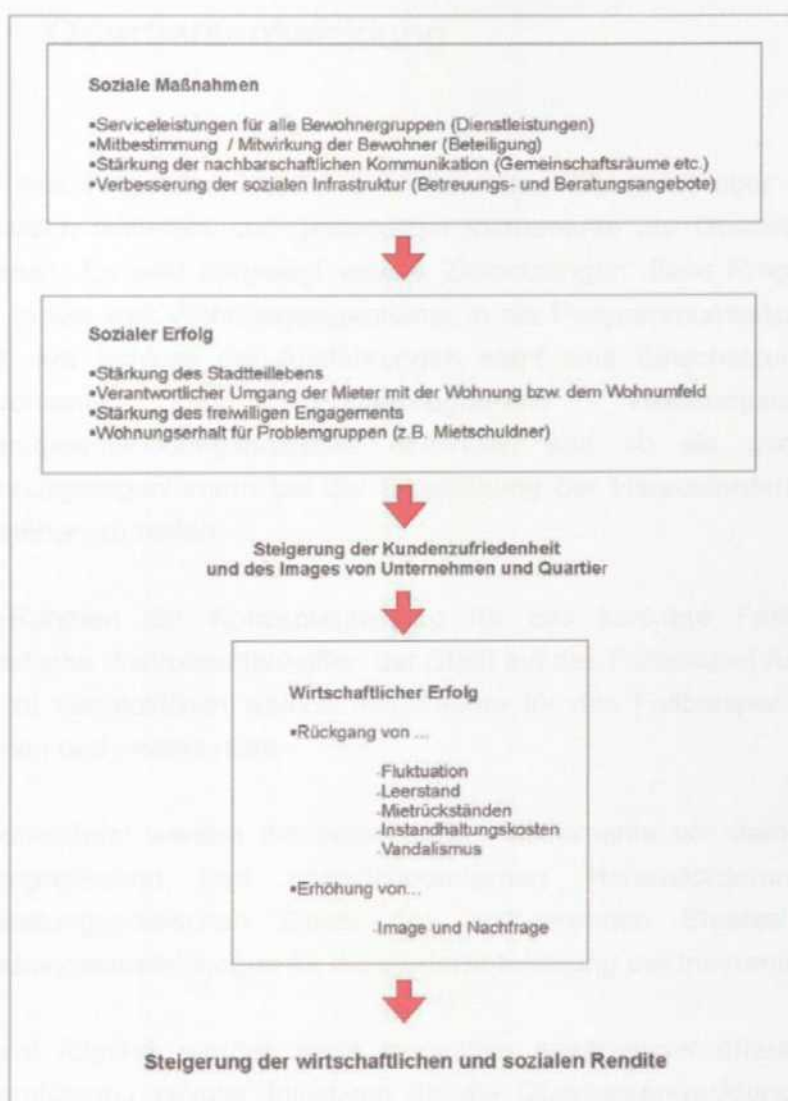 Soziale Maßnahmen
▪Serviceleistungen für alle Bewohnergruppen (Dienstleistungen)
▪Mitbestimmung / Mitwirkung der Bewohner (Beteiligung)
▪Stärkung der nachbarschaftlichen Kommunikation (Gemeinschaftsräume etc.)
▪Verbesserung der sozialen Infrastruktur (Betreuungs- und Beratungsangebote)
Sozialer Erfolg
▪Stärkung des Stadtteillebens
▪Verantwortlicher Umgang der Mieter mit der Wohnung bzw. dem Wohnumfeld
▪Stärkung des freiwilligen Engagements
▪Wohnungserhalt für Problemgruppen (z.B. Mietschuldner)
Steigerung der Kundenzufriedenheit
und des Images von Unternehmen und Quartier
Wirtschaftlicher Erfolg
▪Rückgang von ...
-Fluktuation
-Leerstand
-Mietrückständen
-Instandhaltungskosten
-Vandalismus
▪Erhöhung von...
-Image und Nachfrage
Steigerung der wirtschaftlichen und sozialen Rendite